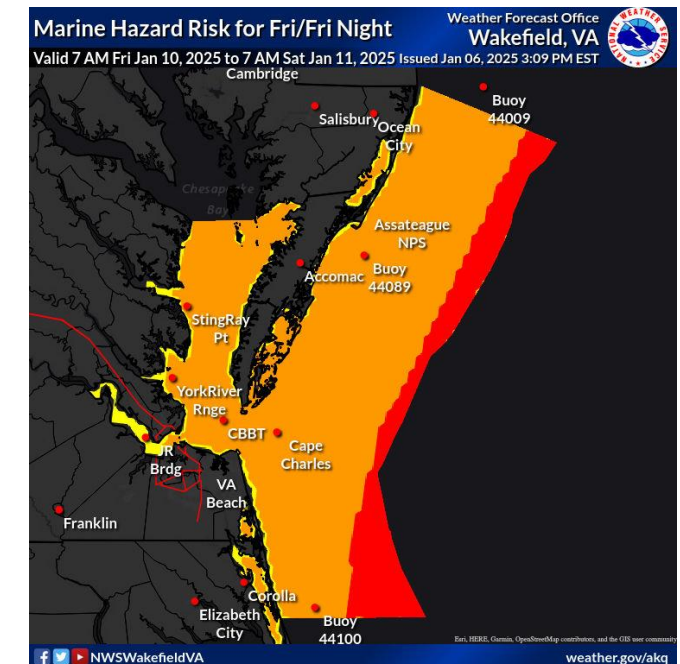 Marine Hazard Risk for Fri/Fri Night
Weather Forecast Office
Wakefield, VA
Valid 7 AM Fri Jan 10, 2025 to 7 AM Sat Jan 11, 2025
Issued Jan 06, 2025 3:09 PM EST
Cambridge
Buoy
44009
Salisbury
Ocean
City
Chesapeake
Bay
Assateague
NPS
Accomac
Buoy
44089
StingRay
Pt
YorkRiver
Rnge
CBBT
Cape
Charles
JR
Brdg
VA
Beach
Franklin
Corolla
Elizabeth
City
Buoy
44100
Esri, HERE, Garmin, OpenStreetMap contributors, and the GIS user community
NWSWakefieldVA
weather.gov/akq